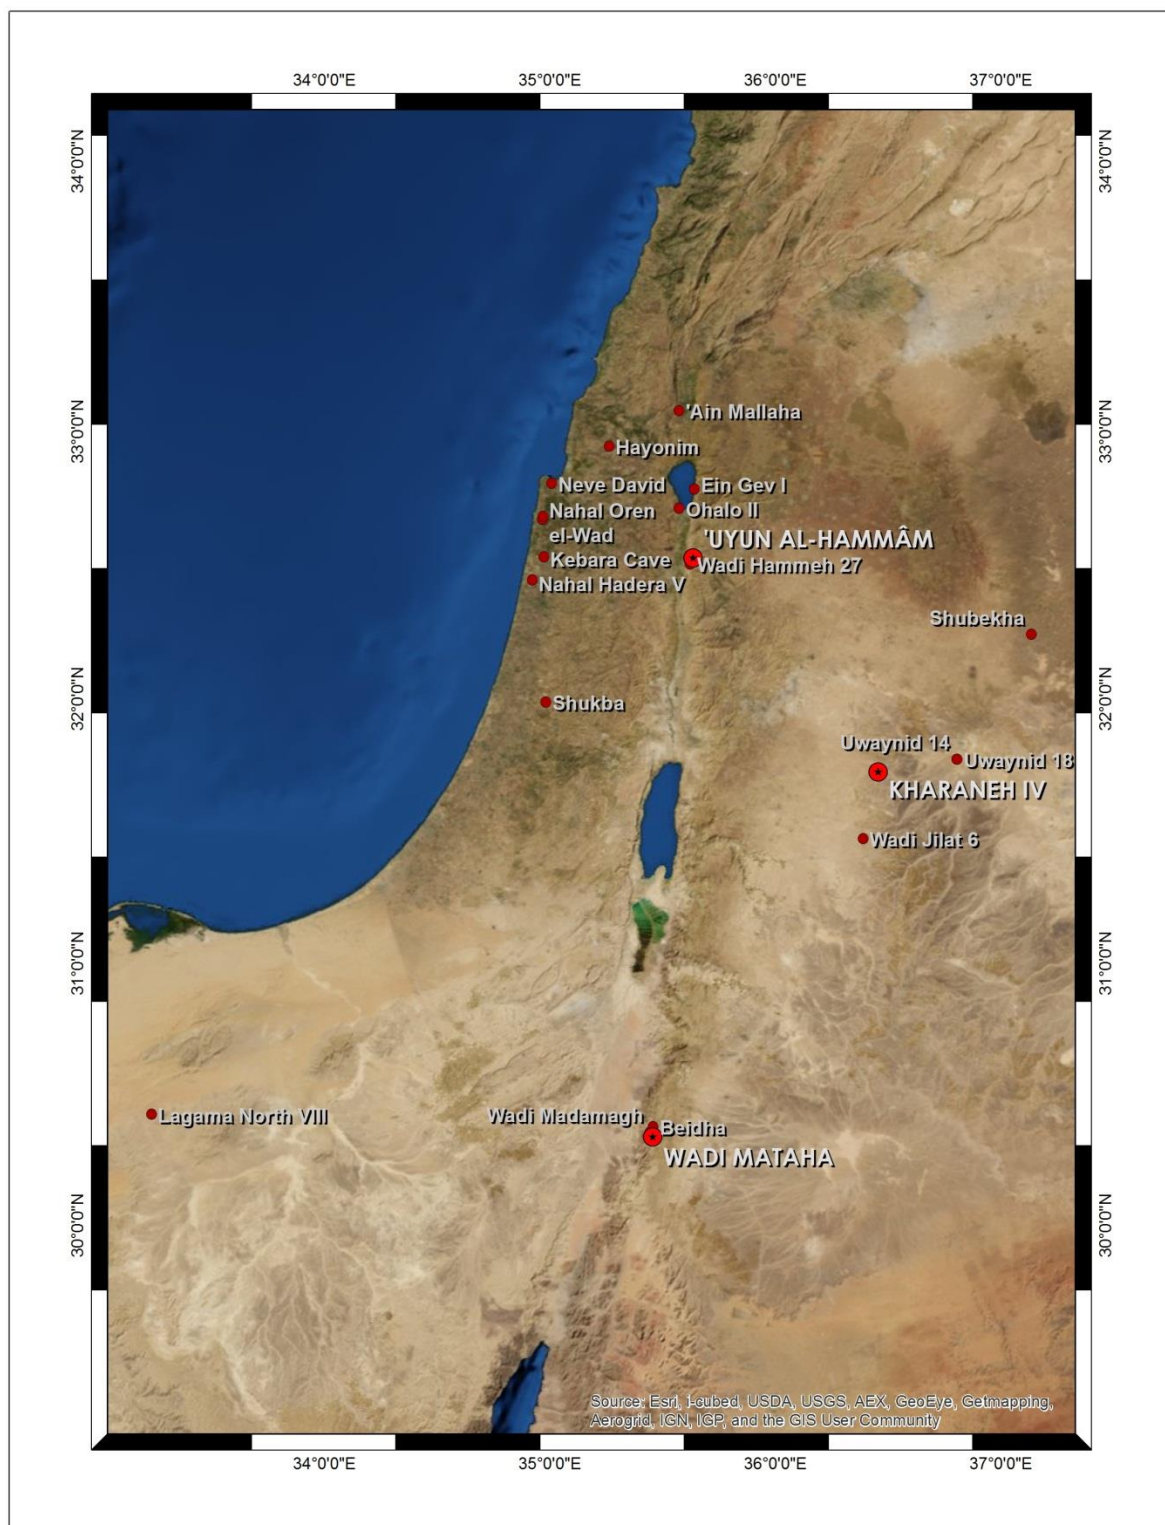 34°0'0"E 35°0'0"E 36°0'0"E 37°0'0"E
34°0'0"N
34°0'0"N
33°0'0"N
33°0'0"N
'Ain Mallaha
Hayonim
Neve David
Ein Gev I
Nahal Oren
Ohalo II
el-Wad
'UYUN AL-HAMMÂM
Kebara Cave
Wadi Hammeh 27
Nahal Hadera V
Shubekha
32°0'0"N
32°0'0"N
Shukba
Uwaynid 14
Uwaynid 18
KHARANEH IV
Wadi Jilat 6
31°0'0"N
31°0'0"N
Lagama North VIII
Wadi Madamagh
Beidha
WADI MATAHA
30°0'0"N
30°0'0"N
Source: Esri, i-cubed, USDA, USGS, AEX, GeoEye, Getmapping,
Aerogrid, IGN, IGP, and the GIS User Community
34°0'0"E 35°0'0"E 36°0'0"E 37°0'0"E